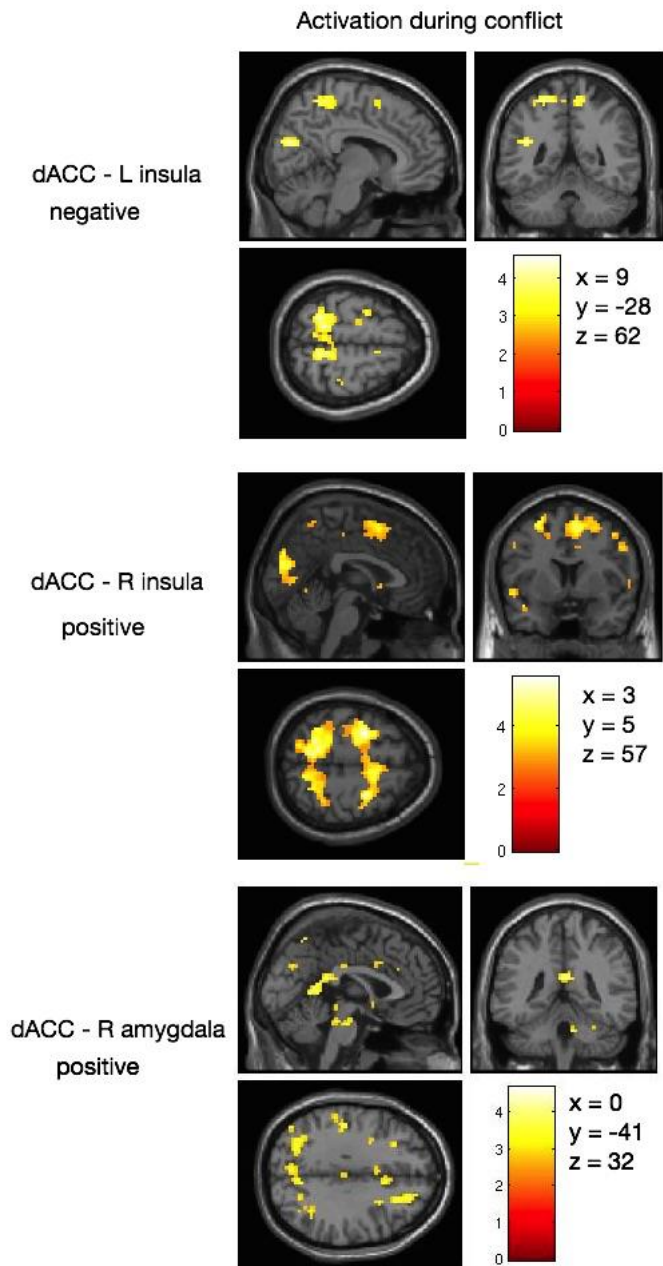 Activation during conflict
dACC - L insula
negative
4
3
2
1
0
x = 9
y = -28
z = 62
dACC - R insula
positive
4
2
0
x = 3
y = 5
z = 57
dACC - R amygdala
positive
4
3
2
1
0
x = 0
y = -41
z = 32